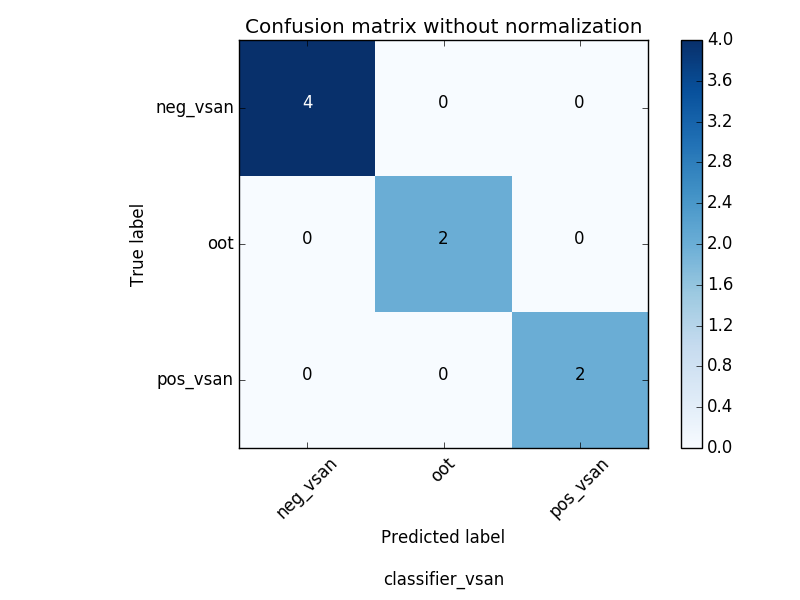 Confusion matrix without normalization
True label
neg_vsan 4 0 0
oot 0 2 0
pos_vsan 0 0 2
neg_vsan oot pos_vsan
Predicted label
classifier_vsan
4.0
3.6
3.2
2.8
2.4
2.0
1.6
1.2
0.8
0.4
0.0